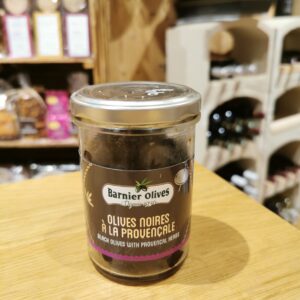 Barnier Olives
OLIVES NOIRES
À LA PROVENÇALE
BLACK OLIVES WITH PROVENCAL HERBS